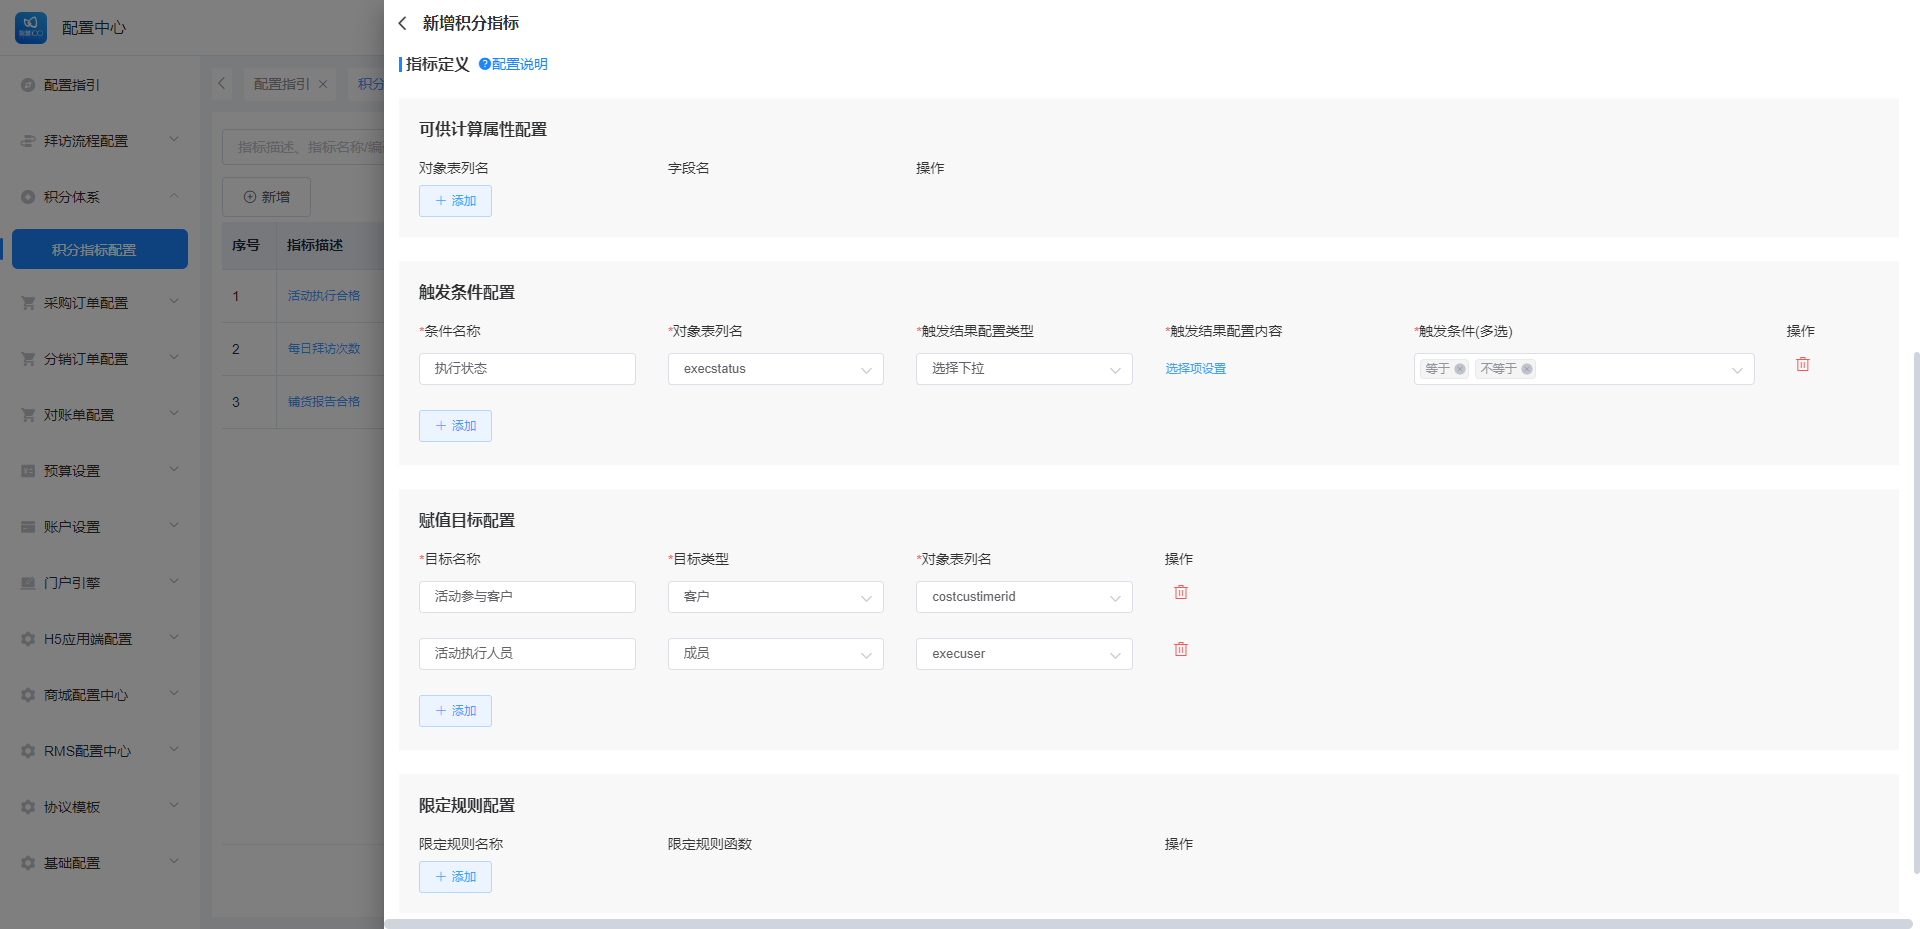 配置中心
配置指引
拜访流程配置
积分体系
积分指标配置
采购订单配置
分销订单配置
对账单配置
预算设置
账户设置
门户引擎
H5应用端配置
商城配置中心
RMS配置中心
协议模板
基础配置
配置指引 积分
指标描述、指标名称/编
新增
序号 指标描述
1 活动执行合格
2 每日拜访次数
3 铺货报告合格
新增积分指标
指标定义 配置说明
可供计算属性配置
对象表列名 字段名 操作
添加
触发条件配置
*条件名称 *对象表列名 *触发结果配置类型 *触发结果配置内容 *触发条件(多选) 操作
执行状态 execstatus 选择下拉 选择项设置 等于 不等于
添加
赋值目标配置
*目标名称 *目标类型 *对象表列名 操作
活动参与客户 客户 costcustimerid
活动执行人员 成员 execuser
添加
限定规则配置
限定规则名称 限定规则函数 操作
添加